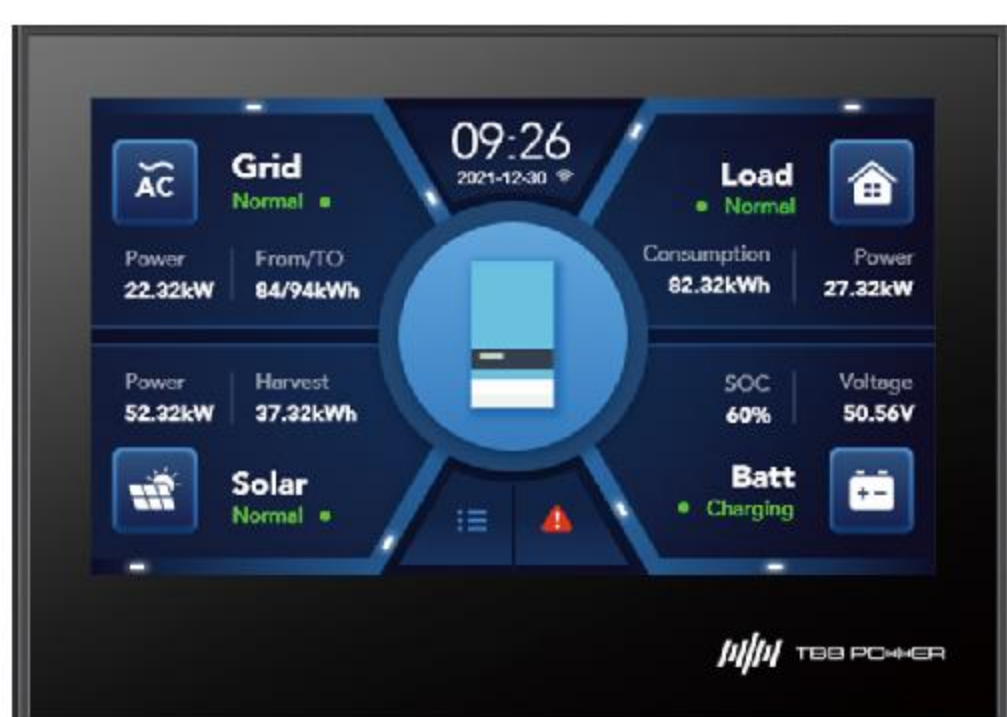 09:26
2021-12-30
AC
Grid
Normal
Power
From/TO
22.32kW
84/94kWh
Load
Normal
Consumption
Power
82.32kWh
27.32kW
Power
Harvest
52.32kW
37.32kWh
Solar
Normal
SOC
Voltage
60%
50.56V
Batt
Charging
TBB POWER